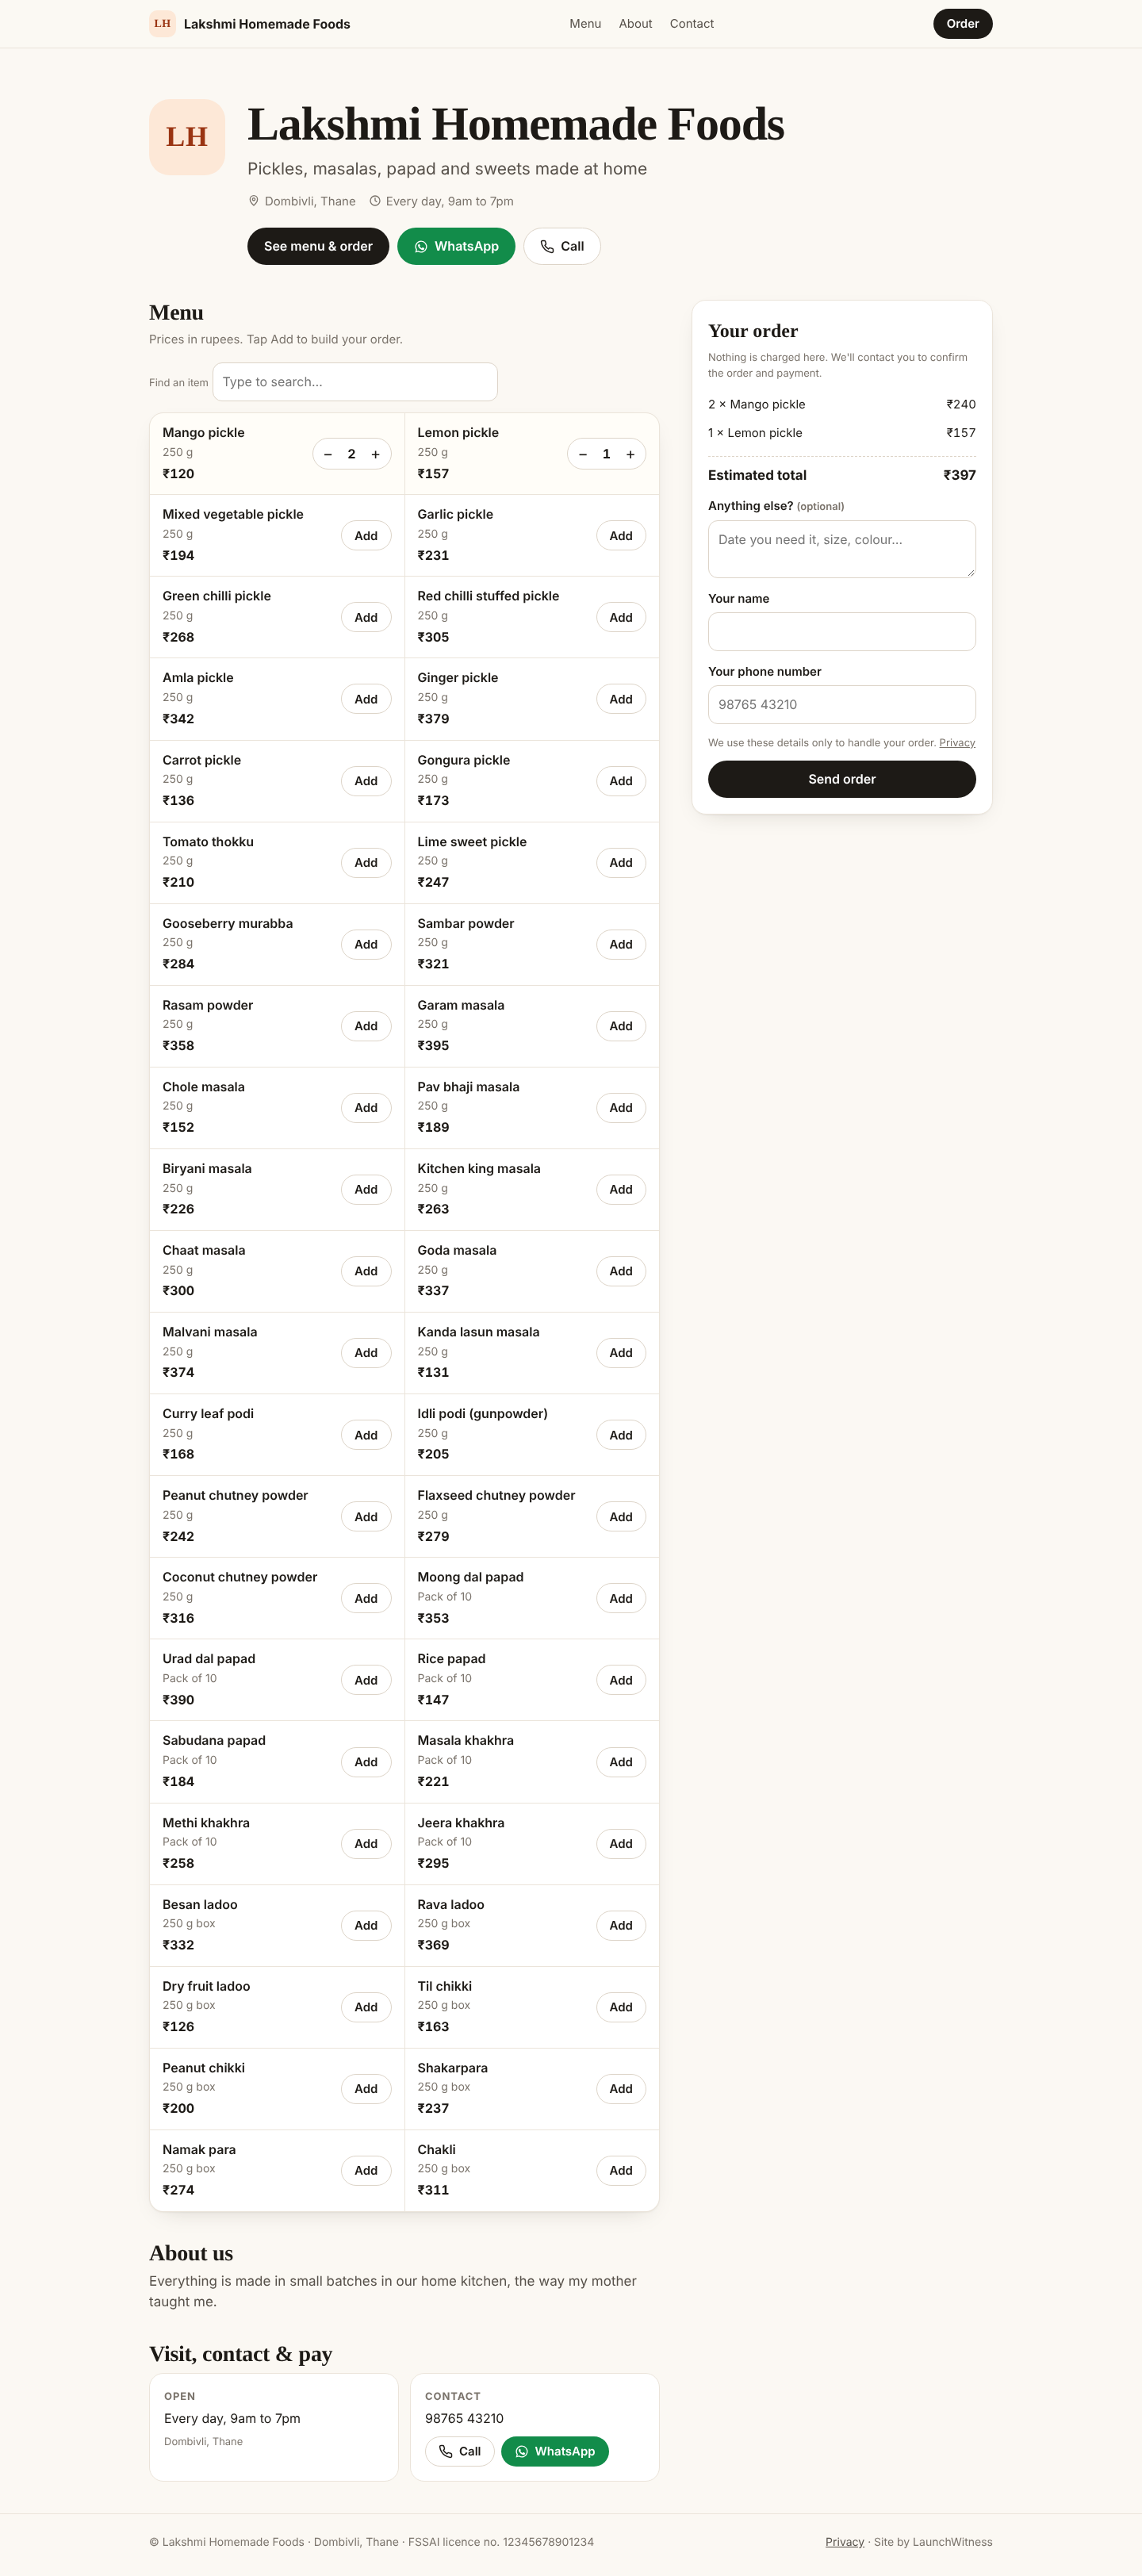 LH Lakshmi Homemade Foods
Menu About Contact
Order
LH
Lakshmi Homemade Foods
Pickles, masalas, papad and sweets made at home
Dombivli, Thane Every day, 9am to 7pm
See menu & order WhatsApp Call
Menu
Prices in rupees. Tap Add to build your order.
Find an item Type to search...
Mango pickle
250 g
₹120
− 2 +
Lemon pickle
250 g
₹157
− 1 +
Mixed vegetable pickle
250 g
₹194
Add
Garlic pickle
250 g
₹231
Add
Green chilli pickle
250 g
₹268
Add
Red chilli stuffed pickle
250 g
₹305
Add
Amla pickle
250 g
₹342
Add
Ginger pickle
250 g
₹379
Add
Carrot pickle
250 g
₹136
Add
Gongura pickle
250 g
₹173
Add
Tomato thokku
250 g
₹210
Add
Lime sweet pickle
250 g
₹247
Add
Gooseberry murabba
250 g
₹284
Add
Sambar powder
250 g
₹321
Add
Rasam powder
250 g
₹358
Add
Garam masala
250 g
₹395
Add
Chole masala
250 g
₹152
Add
Pav bhaji masala
250 g
₹189
Add
Biryani masala
250 g
₹226
Add
Kitchen king masala
250 g
₹263
Add
Chaat masala
250 g
₹300
Add
Goda masala
250 g
₹337
Add
Malvani masala
250 g
₹374
Add
Kanda lasun masala
250 g
₹131
Add
Curry leaf podi
250 g
₹168
Add
Idli podi (gunpowder)
250 g
₹205
Add
Peanut chutney powder
250 g
₹242
Add
Flaxseed chutney powder
250 g
₹279
Add
Coconut chutney powder
250 g
₹316
Add
Moong dal papad
Pack of 10
₹353
Add
Urad dal papad
Pack of 10
₹390
Add
Rice papad
Pack of 10
₹147
Add
Sabudana papad
Pack of 10
₹184
Add
Masala khakhra
Pack of 10
₹221
Add
Methi khakhra
Pack of 10
₹258
Add
Jeera khakhra
Pack of 10
₹295
Add
Besan ladoo
250 g box
₹332
Add
Rava ladoo
250 g box
₹369
Add
Dry fruit ladoo
250 g box
₹126
Add
Til chikki
250 g box
₹163
Add
Peanut chikki
250 g box
₹200
Add
Shakarpara
250 g box
₹237
Add
Namak para
250 g box
₹274
Add
Chakli
250 g box
₹311
Add
Your order
Nothing is charged here. We'll contact you to confirm
the order and payment.
2 × Mango pickle ₹240
1 × Lemon pickle ₹157
Estimated total ₹397
Anything else? (optional)
Date you need it, size, colour...
Your name
Your phone number
98765 43210
We use these details only to handle your order. Privacy
Send order
About us
Everything is made in small batches in our home kitchen, the way my mother
taught me.
Visit, contact & pay
OPEN
Every day, 9am to 7pm
Dombivli, Thane
CONTACT
98765 43210
Call WhatsApp
© Lakshmi Homemade Foods · Dombivli, Thane · FSSAI licence no. 12345678901234
Privacy · Site by LaunchWitness